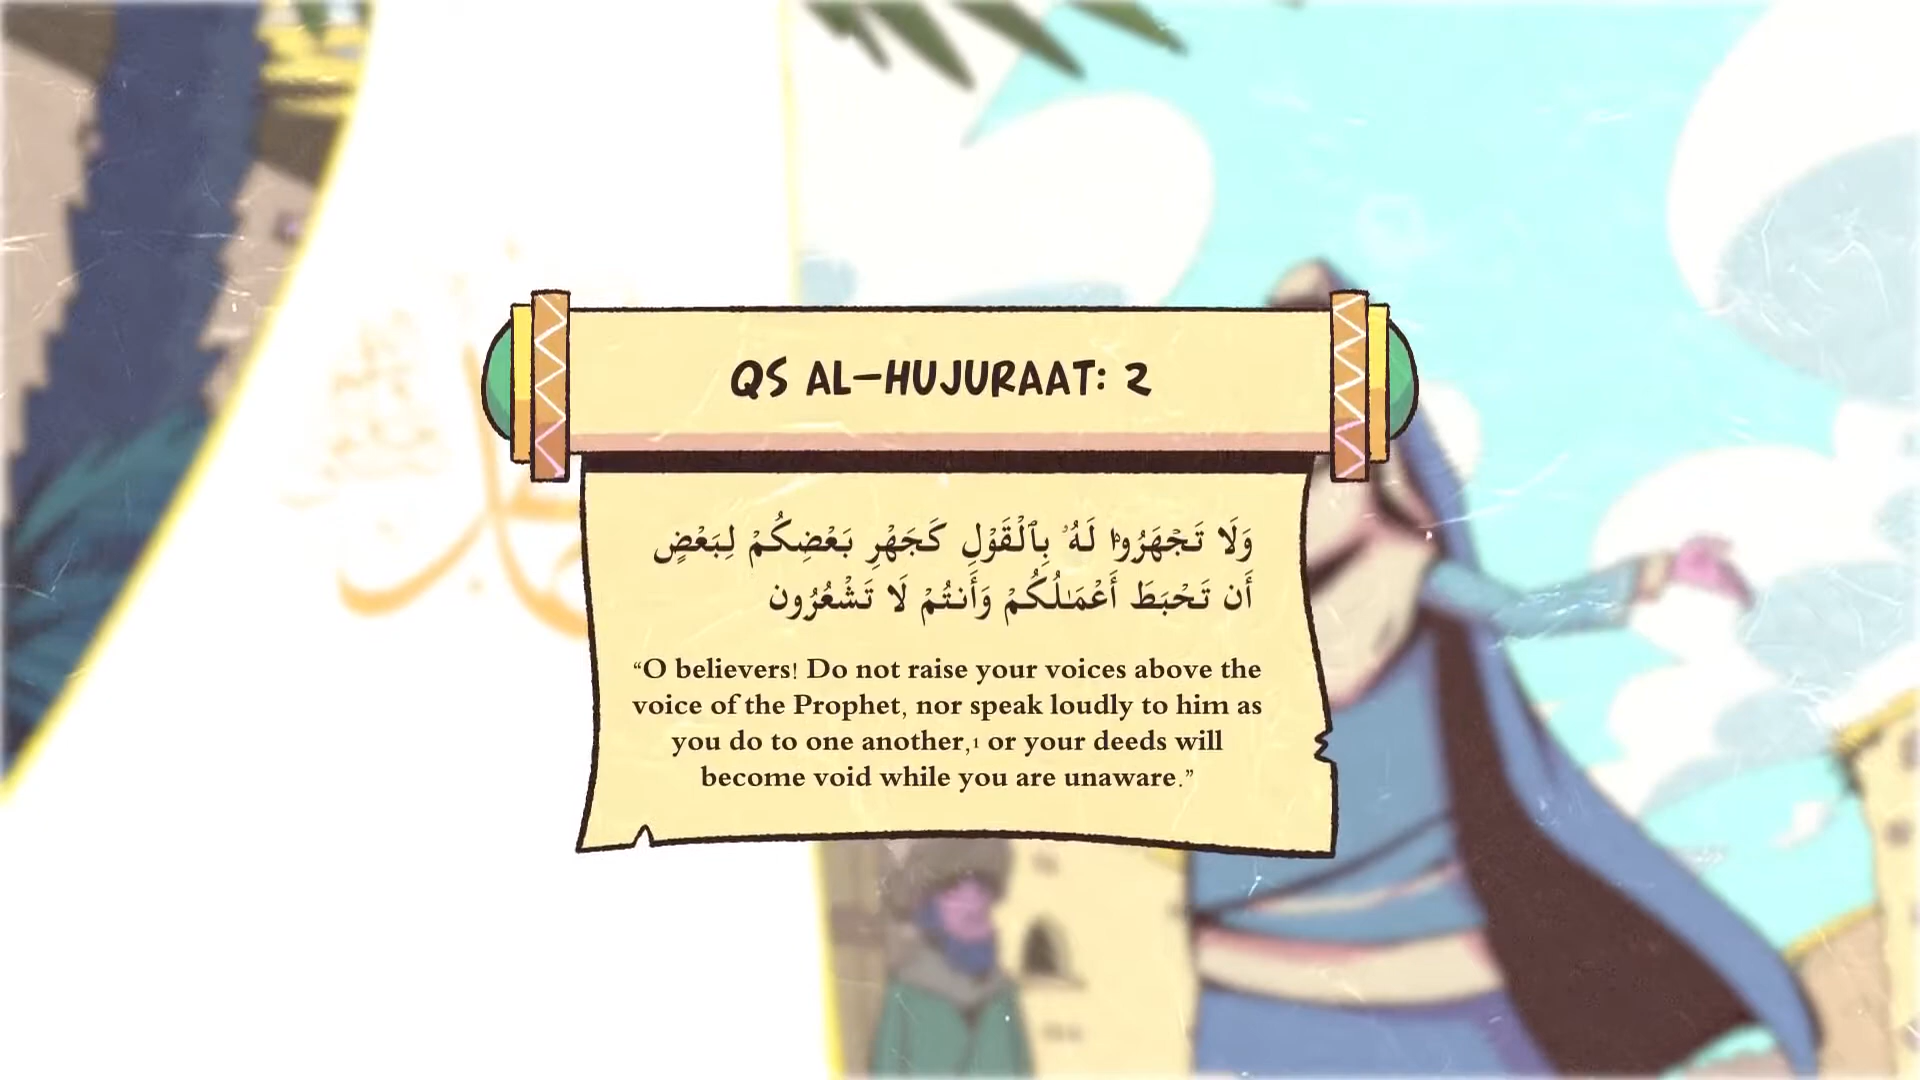 QS AL-HUJURAAT: 2
وَلَا تَجْهَرُوا۟ لَهُۥ بِٱلْقَوْلِ كَجَهْرِ بَعْضِكُمْ لِبَعْضٍ
أَن تَحْبَطَ أَعْمَـٰلُكُمْ وَأَنتُمْ لَا تَشْعُرُون
“O believers! Do not raise your voices above the
voice of the Prophet, nor speak loudly to him as
you do to one another,¹ or your deeds will
become void while you are unaware.”